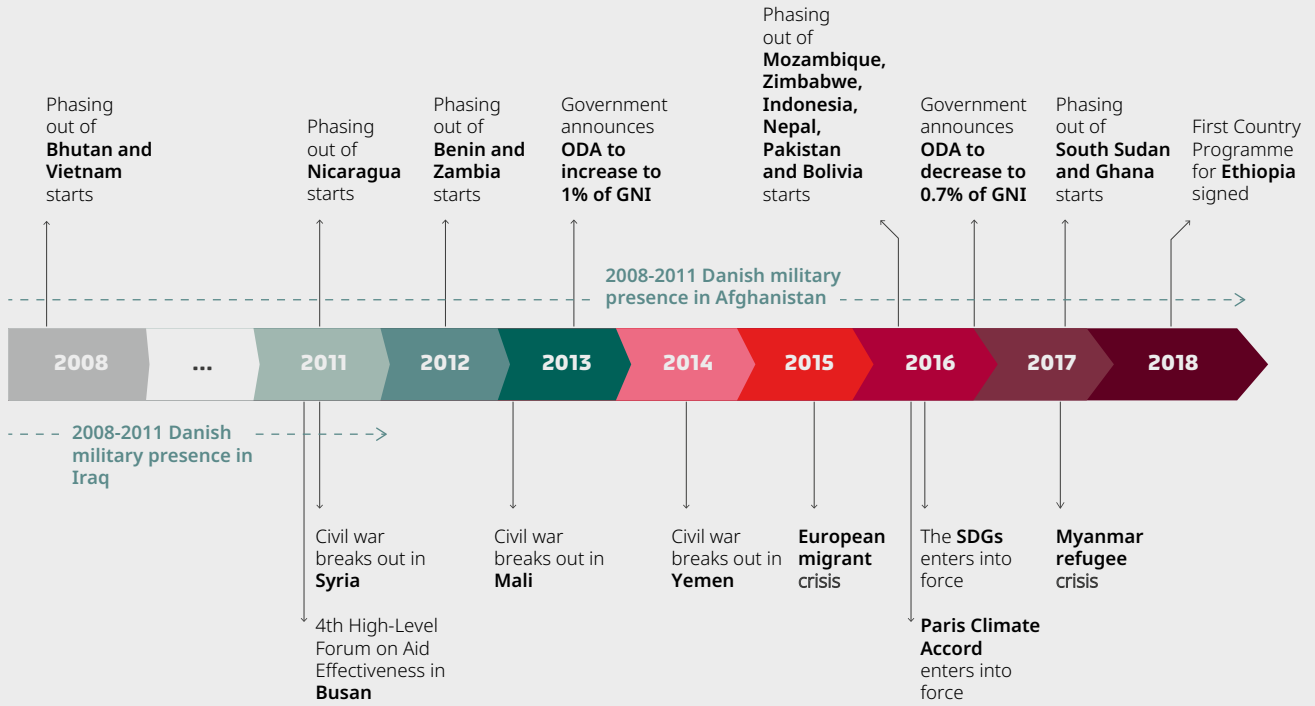 Phasing
out of
Bhutan and
Vietnam
starts
Phasing
out of
Nicaragua
starts
Phasing
out of
Benin and
Zambia
starts
Government
announces
ODA to
increase to
1% of GNI
Phasing
out of
Mozambique,
Zimbabwe,
Indonesia,
Nepal,
Pakistan
and Bolivia
starts
Government
announces
ODA to
decrease to
0.7% of GNI
Phasing
out of
South Sudan
and Ghana
starts
First Country
Programme
for Ethiopia
signed
2008-2011 Danish military
presence in Afghanistan
2008
...
2011
2012
2013
2014
2015
2016
2017
2018
2008-2011 Danish
military presence in
Iraq
Civil war
breaks out in
Syria
4th High-Level
Forum on Aid
Effectiveness in
Busan
Civil war
breaks out in
Mali
Civil war
breaks out in
Yemen
European
migrant
crisis
The SDGs
enters into
force
Paris Climate
Accord
enters into
force
Myanmar
refugee
crisis